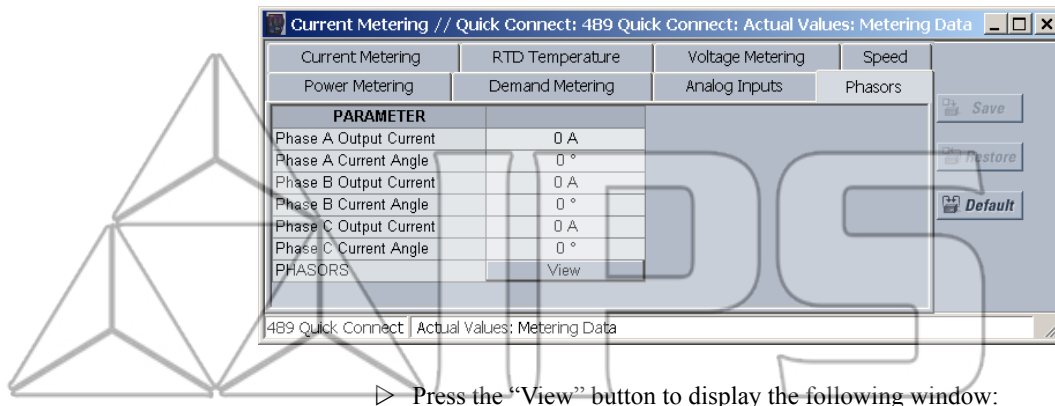 Current Metering // Quick Connect: 489 Quick Connect: Actual Values: Metering Data
Current Metering RTD Temperature Voltage Metering Speed
Power Metering Demand Metering Analog Inputs Phasors
PARAMETER
Phase A Output Current 0 A
Phase A Current Angle 0 °
Phase B Output Current 0 A
Phase B Current Angle 0 °
Phase C Output Current 0 A
Phase C Current Angle 0 °
PHASORS View
Save
Restore
Default
489 Quick Connect Actual Values: Metering Data
IPS
▷ Press the “View” button to display the following window: